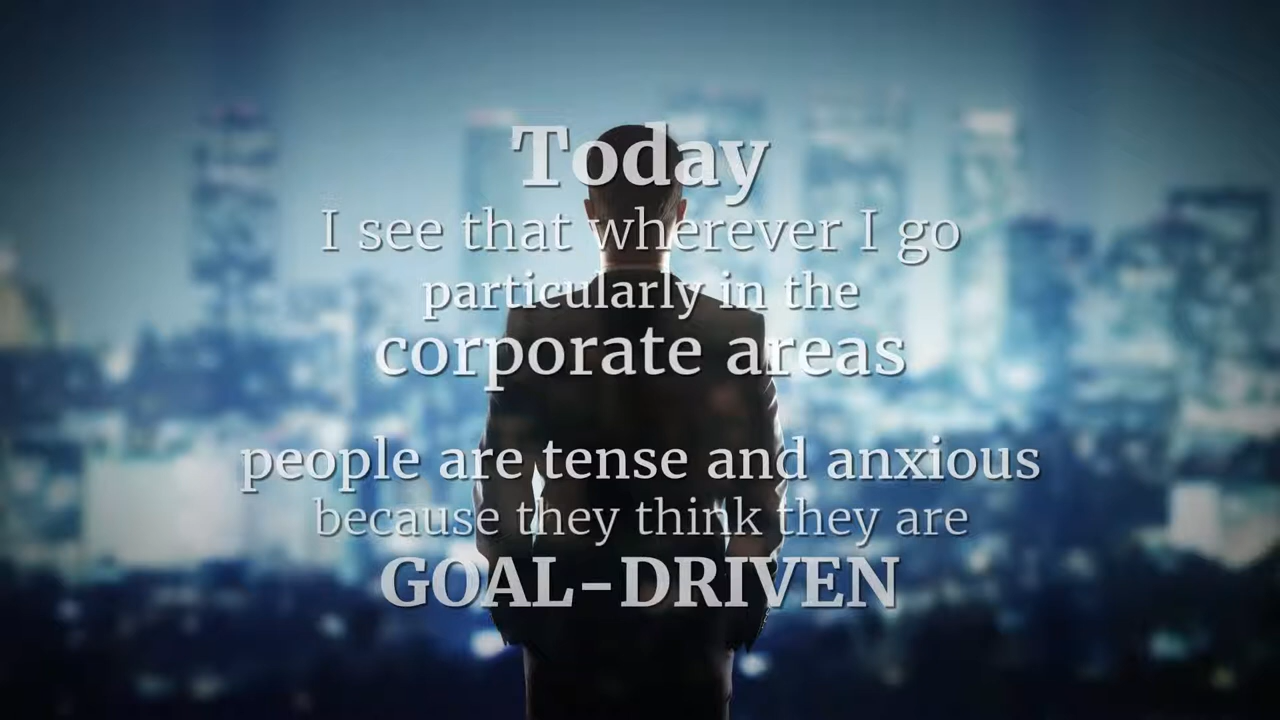 Today
I see that wherever I go
particularly in the
corporate areas
people are tense and anxious
because they think they are
GOAL-DRIVEN